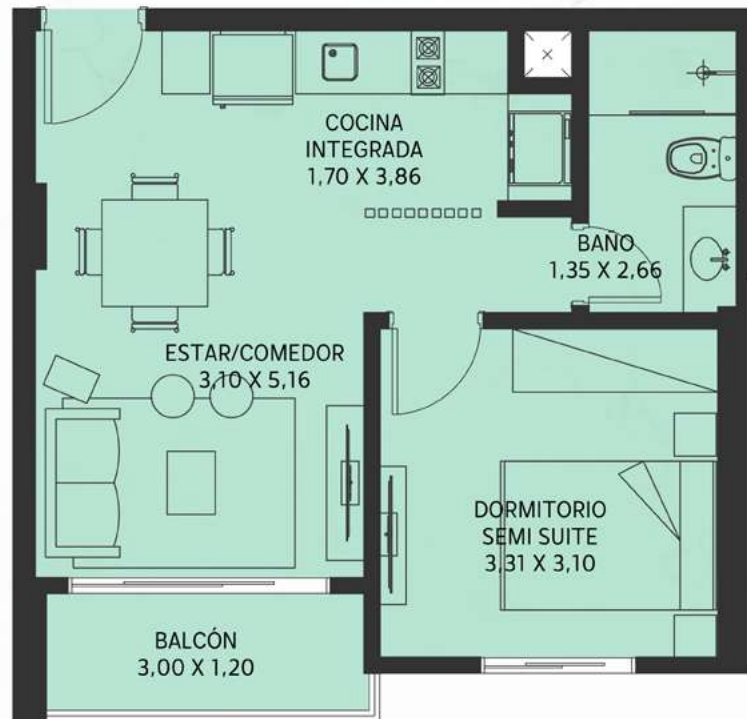 COCINA
INTEGRADA
1,70 X 3,86
BAÑO
1,35 X 2,66
ESTAR/COMEDOR
3,10 X 5,16
DORMITORIO
SEMI SUITE
3,31 X 3,10
BALCÓN
3,00 X 1,20